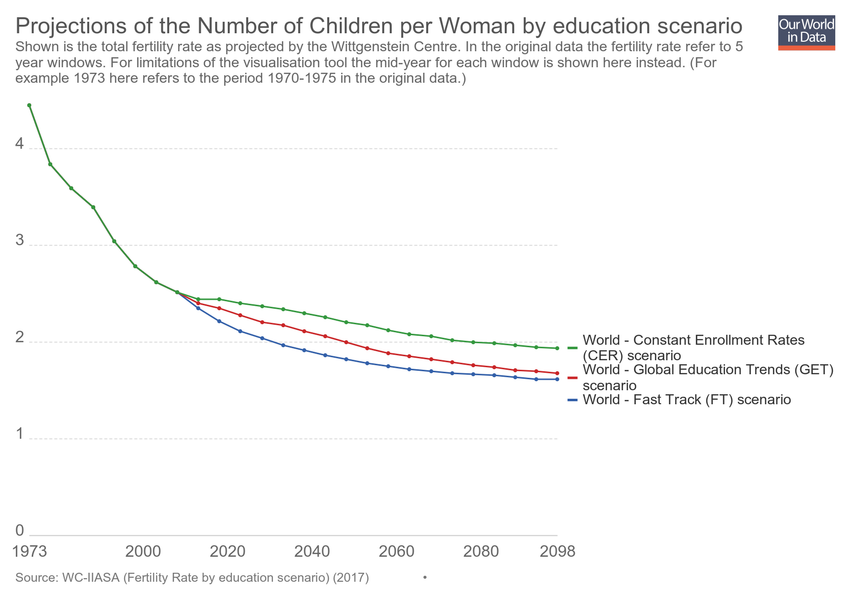 Projections of the Number of Children per Woman by education scenario
Our World
in Data
Shown is the total fertility rate as projected by the Wittgenstein Centre. In the original data the fertility rate refer to 5
year windows. For limitations of the visualisation tool the mid-year for each window is shown here instead. (For
example 1973 here refers to the period 1970-1975 in the original data.)
4
3
2
1
0
World - Constant Enrollment Rates
(CER) scenario
World - Global Education Trends (GET)
scenario
World - Fast Track (FT) scenario
1973 2000 2020 2040 2060 2080 2098
Source: WC-IIASA (Fertility Rate by education scenario) (2017) •